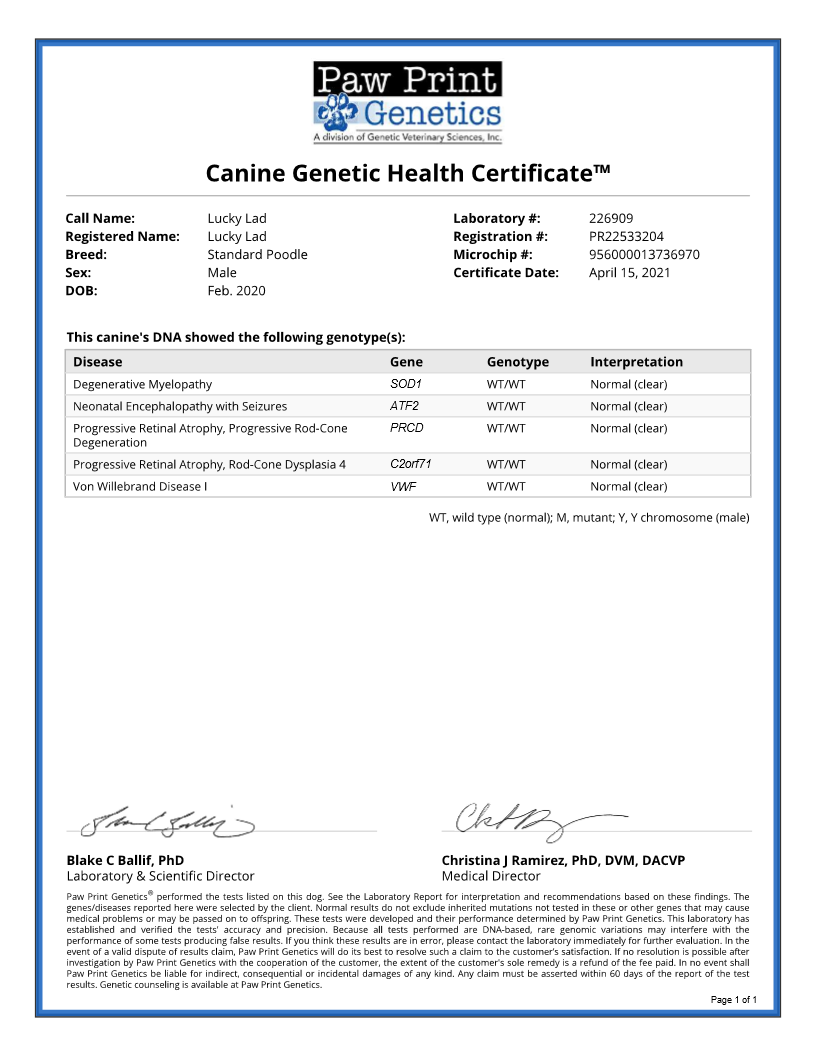 Paw Print
Genetics
A division of Genetic Veterinary Sciences, Inc.
Canine Genetic Health Certificate™
Call Name: Lucky Lad Laboratory #: 226909
Registered Name: Lucky Lad Registration #: PR22533204
Breed: Standard Poodle Microchip #: 956000013736970
Sex: Male Certificate Date: April 15, 2021
DOB: Feb. 2020
This canine's DNA showed the following genotype(s):
Disease Gene Genotype Interpretation
Degenerative Myelopathy SOD1 WT/WT Normal (clear)
Neonatal Encephalopathy with Seizures ATF2 WT/WT Normal (clear)
Progressive Retinal Atrophy, Progressive Rod-Cone PRCD WT/WT Normal (clear)
Degeneration
Progressive Retinal Atrophy, Rod-Cone Dysplasia 4 C2orf71 WT/WT Normal (clear)
Von Willebrand Disease I VWF WT/WT Normal (clear)
WT, wild type (normal); M, mutant; Y, Y chromosome (male)
Blake C Ballif, PhD Christina J Ramirez, PhD, DVM, DACVP
Laboratory & Scientific Director Medical Director
Paw Print Genetics® performed the tests listed on this dog. See the Laboratory Report for interpretation and recommendations based on these findings. The
genes/diseases reported here were selected by the client. Normal results do not exclude inherited mutations not tested in these or other genes that may cause
medical problems or may be passed on to offspring. These tests were developed and their performance determined by Paw Print Genetics. This laboratory has
established and verified the tests' accuracy and precision. Because all tests performed are DNA-based, rare genomic variations may interfere with the
performance of some tests producing false results. If you think these results are in error, please contact the laboratory immediately for further evaluation. In the
event of a valid dispute of results claim, Paw Print Genetics will do its best to resolve such a claim to the customer's satisfaction. If no resolution is possible after
investigation by Paw Print Genetics with the cooperation of the customer, the extent of the customer's sole remedy is a refund of the fee paid. In no event shall
Paw Print Genetics be liable for indirect, consequential or incidental damages of any kind. Any claim must be asserted within 60 days of the report of the test
results. Genetic counseling is available at Paw Print Genetics.
Page 1 of 1